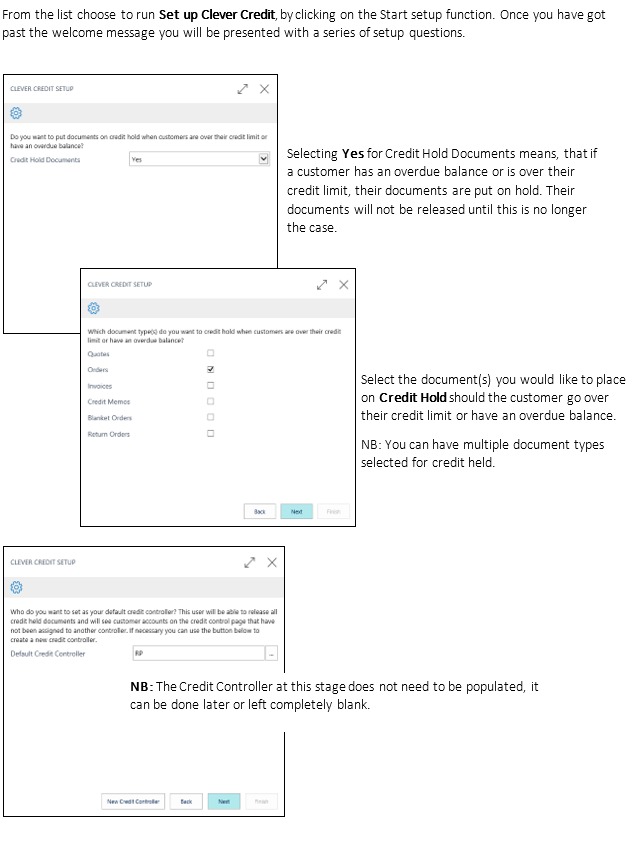 From the list choose to run Set up Clever Credit, by clicking on the Start setup function. Once you have got
past the welcome message you will be presented with a series of setup questions.
CLEVER CREDIT SETUP
Do you want to put documents on credit hold when customers are over their credit limit or
have an overdue balance?
Credit Hold Documents Yes
Selecting Yes for Credit Hold Documents means, that if
a customer has an overdue balance or is over their
credit limit, their documents are put on hold. Their
documents will not be released until this is no longer
the case.
CLEVER CREDIT SETUP
Which document type(s) do you want to credit hold when customers are over their credit
limit or have an overdue balance?
Quotes
Orders
Invoices
Credit Memos
Blanket Orders
Return Orders
Back Next Finish
Select the document(s) you would like to place
on Credit Hold should the customer go over
their credit limit or have an overdue balance.
NB: You can have multiple document types
selected for credit held.
CLEVER CREDIT SETUP
Who do you want to set as your default credit controller? This user will be able to release all
credit held documents and will see customer accounts on the credit control page that have
not been assigned to another controller. If necessary you can use the button below to
create a new credit controller.
Default Credit Controller RP ...
NB: The Credit Controller at this stage does not need to be populated, it
can be done later or left completely blank.
New Credit Controller Back Next Finish